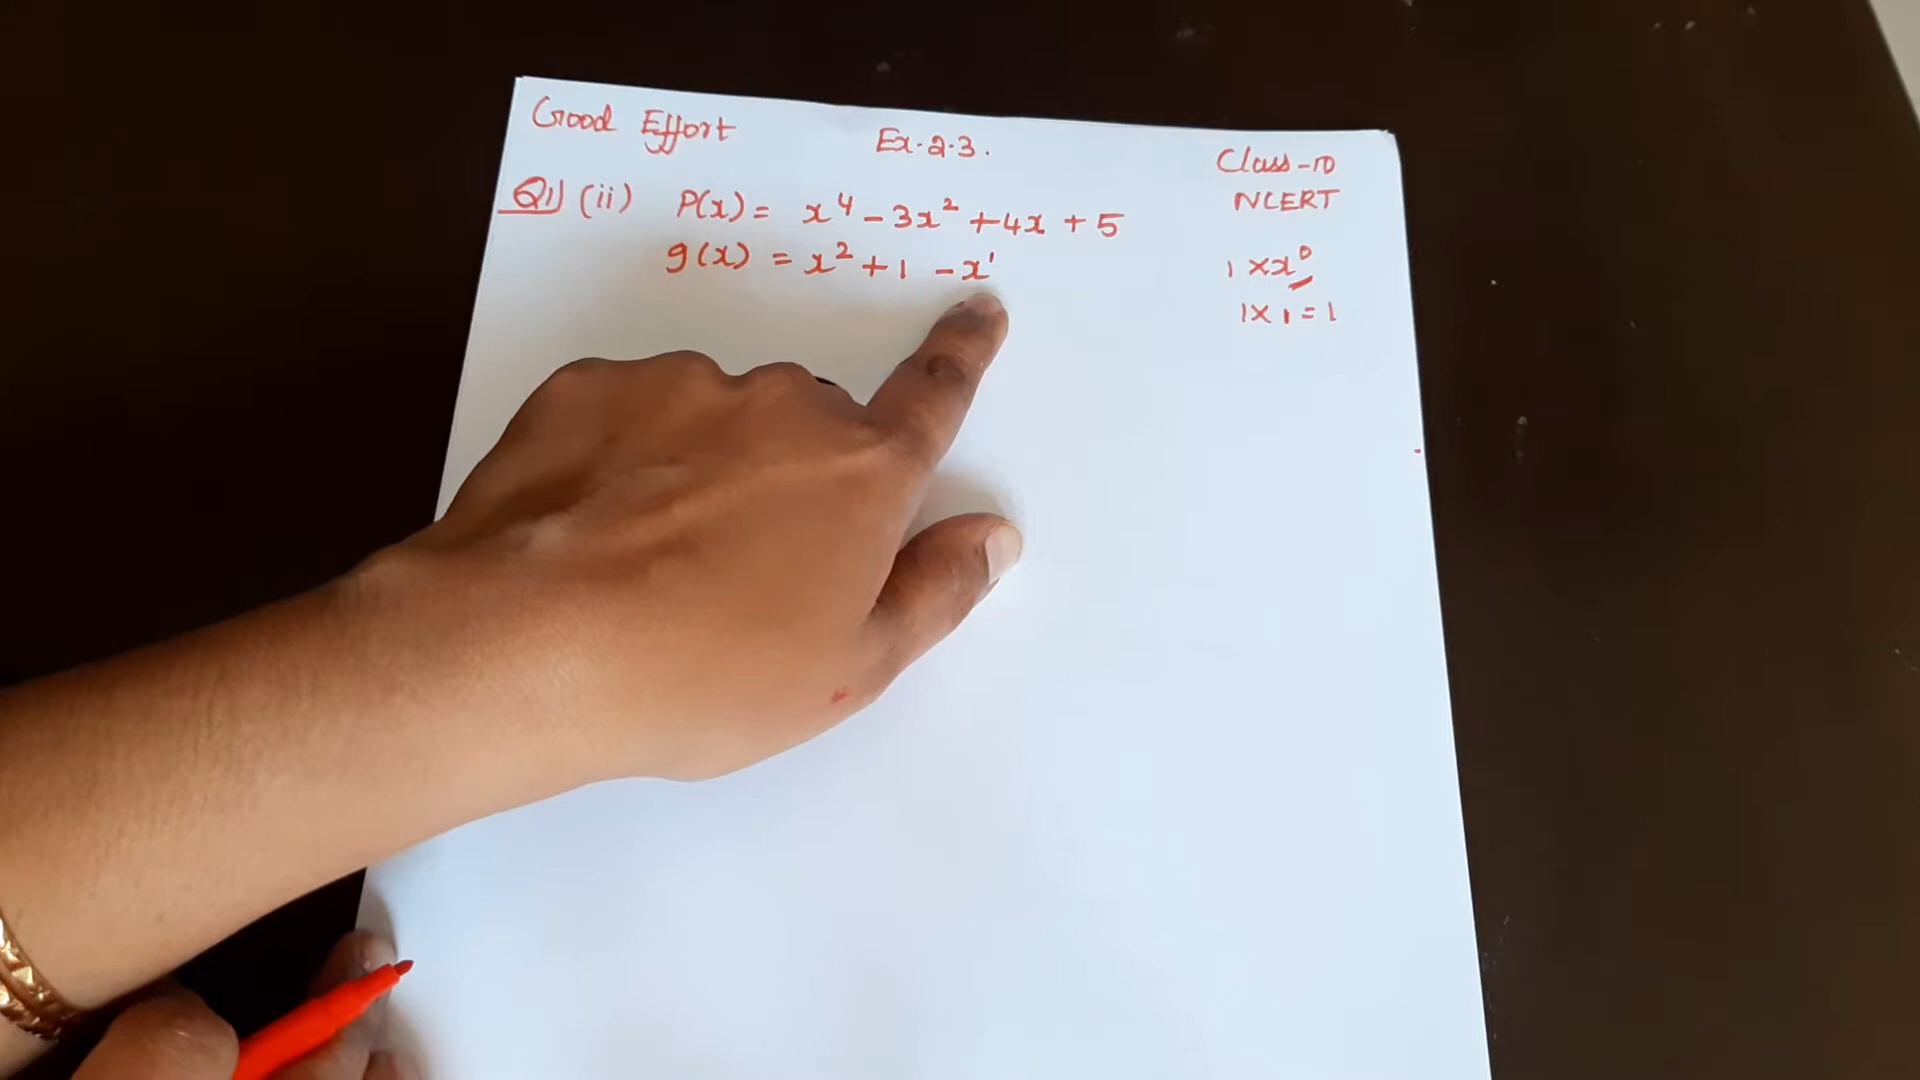 Good Effort Ex.2.3. Class-10
NCERT
Q1) (ii) P(x) = x⁴ - 3x² + 4x + 5
g(x) = x² + 1 - x¹
1 × x⁰
1 × 1 = 1